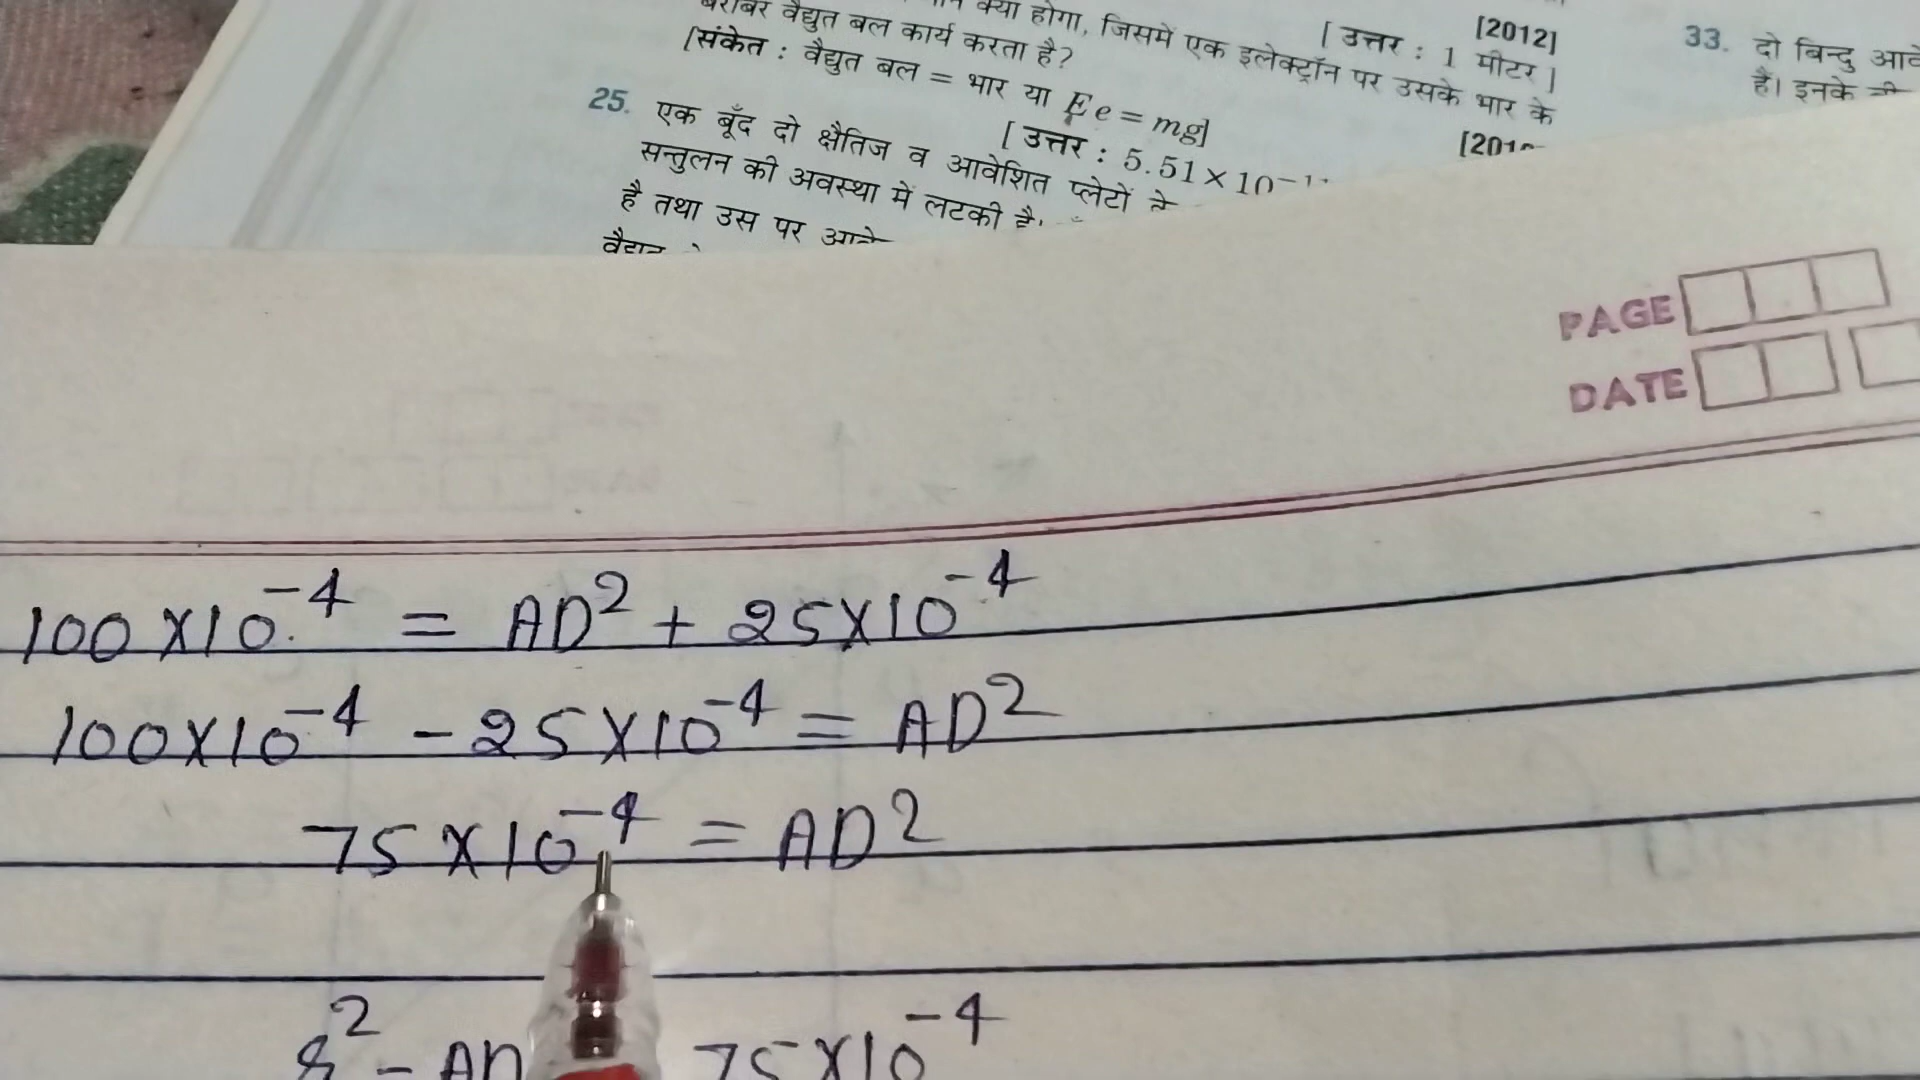 क्या होगा, जिसमें एक इलेक्ट्रॉन पर उसके भार के
बराबर वैद्युत बल कार्य करता है?
[उत्तर : 1 मीटर]
[2012]
[संकेत : वैद्युत बल = भार या Ee = mg]
[उत्तर : 5.51 × 10
25. एक बूँद दो क्षैतिज व आवेशित प्लेटों
सन्तुलन की अवस्था में लटकी है
है तथा उस पर
33. दो बिन्दु
है। इनके
PAGE
DATE
100×10⁻⁴ = AD² + 25×10⁻⁴
100×10⁻⁴ - 25×10⁻⁴ = AD²
75×10⁻⁴ = AD²
75×10⁻⁴